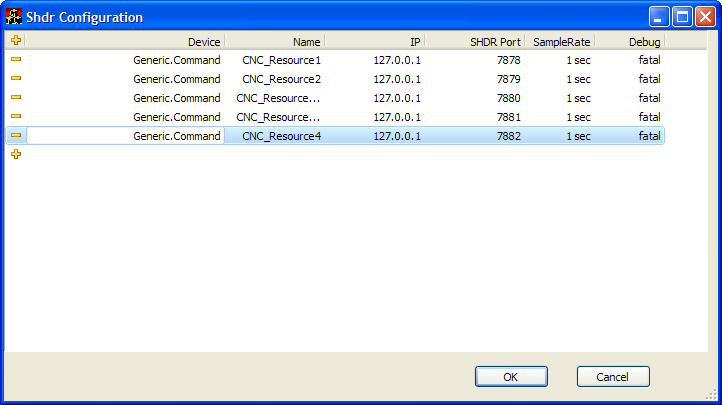 Shdr Configuration
Device Name IP SHDR Port SampleRate Debug
Generic.Command CNC_Resource1 127.0.0.1 7878 1 sec fatal
Generic.Command CNC_Resource2 127.0.0.1 7879 1 sec fatal
Generic.Command CNC_Resource... 127.0.0.1 7880 1 sec fatal
Generic.Command CNC_Resource... 127.0.0.1 7881 1 sec fatal
Generic.Command CNC_Resource4 127.0.0.1 7882 1 sec fatal
OK Cancel